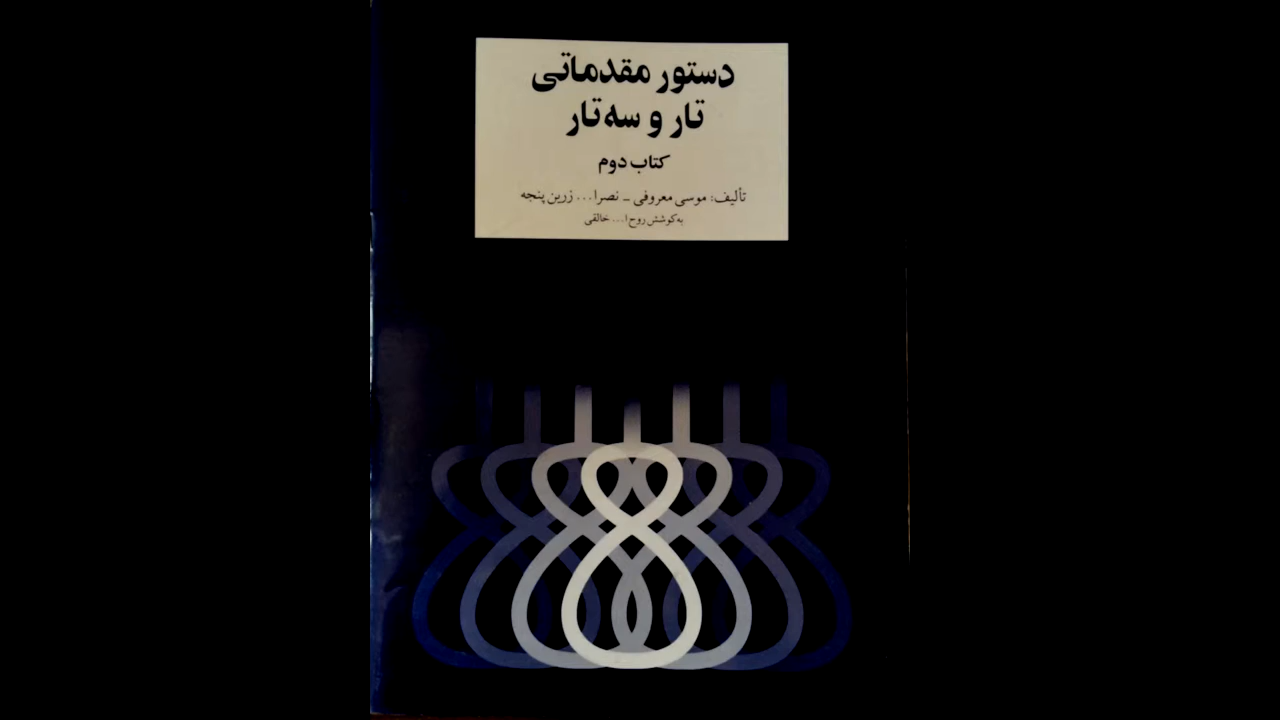 دستور مقدماتی
تار و سه‌تار
کتاب دوم
تألیف: موسی معروفی ـ نصرا... زرین پنجه
به‌کوشش روح ا... خالقی